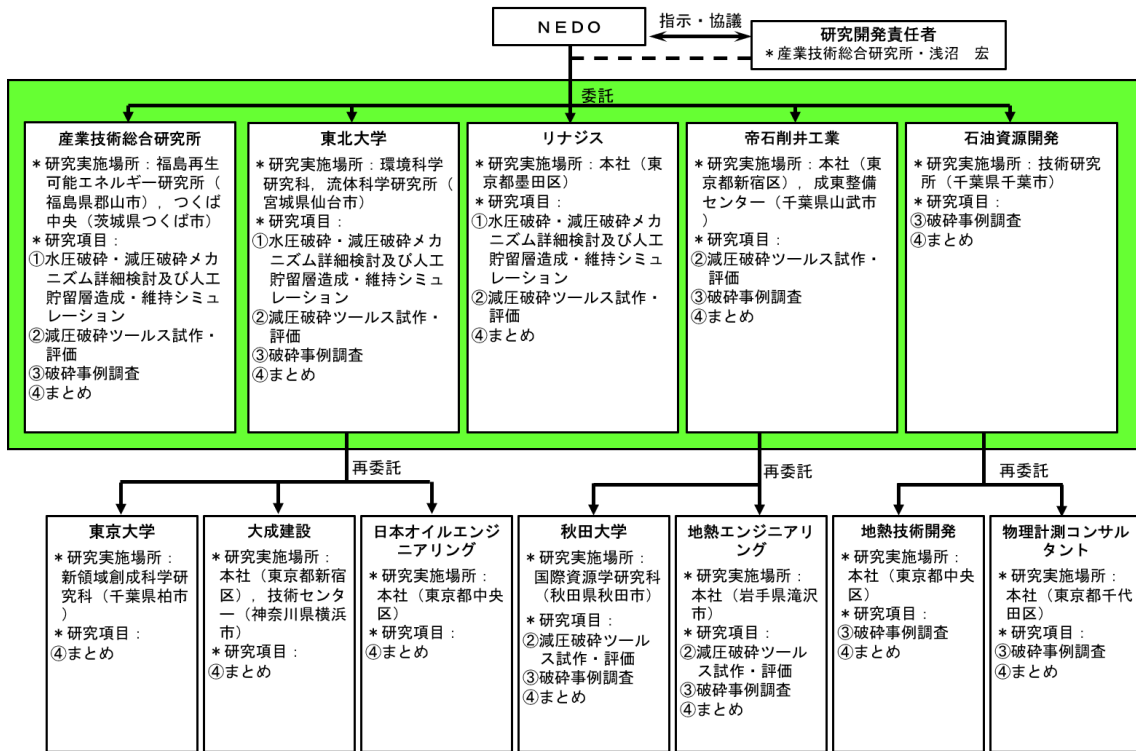 ＮＥＤＯ
指示・協議
研究開発責任者
＊産業技術総合研究所・浅沼　宏
委託
産業技術総合研究所
＊研究実施場所：福島再生
可能エネルギー研究所（
福島県郡山市），つくば
中央（茨城県つくば市）
＊研究項目：
①水圧破砕・減圧破砕メカ
ニズム詳細検討及び人工
貯留層造成・維持シミュ
レーション
②減圧破砕ツールス試作・
評価
③破砕事例調査
④まとめ
東北大学
＊研究実施場所：環境科学
研究科，流体科学研究所（
宮城県仙台市）
＊研究項目：
①水圧破砕・減圧破砕メカ
ニズム詳細検討及び人工
貯留層造成・維持シミュ
レーション
②減圧破砕ツールス試作・
評価
③破砕事例調査
④まとめ
リナジス
＊研究実施場所：本社（東
京都墨田区）
＊研究項目：
①水圧破砕・減圧破砕メカ
ニズム詳細検討及び人工
貯留層造成・維持シミュ
レーション
②減圧破砕ツールス試作・
評価
④まとめ
帝石削井工業
＊研究実施場所：本社（東
京都新宿区），成東整備
センター（千葉県山武市
）
＊研究項目：
②減圧破砕ツールス試作・
評価
③破砕事例調査
④まとめ
石油資源開発
＊研究実施場所：技術研究
所（千葉県千葉市）
＊研究項目：
③破砕事例調査
④まとめ
再委託
再委託
再委託
東京大学
＊研究実施場所：
新領域創成科学研
究科（千葉県柏市
）
＊研究項目：
④まとめ
大成建設
＊研究実施場所：
本社（東京都新宿
区），技術センタ
ー（神奈川県横浜
市）
＊研究項目：
④まとめ
日本オイルエンジ
ニアリング
＊研究実施場所：
本社（東京都中央
区）
＊研究項目：
④まとめ
秋田大学
＊研究実施場所：
国際資源学研究科
（秋田県秋田市）
＊研究項目：
②減圧破砕ツール
ス試作・評価
③破砕事例調査
④まとめ
地熱エンジニアリ
ング
＊研究実施場所：
本社（岩手県滝沢
市）
＊研究項目：
②減圧破砕ツール
ス試作・評価
③破砕事例調査
④まとめ
地熱技術開発
＊研究実施場所：
本社（東京都中央
区）
＊研究項目：
③破砕事例調査
④まとめ
物理計測コンサル
タント
＊研究実施場所：
本社（東京都千代
田区）
＊研究項目：
③破砕事例調査
④まとめ